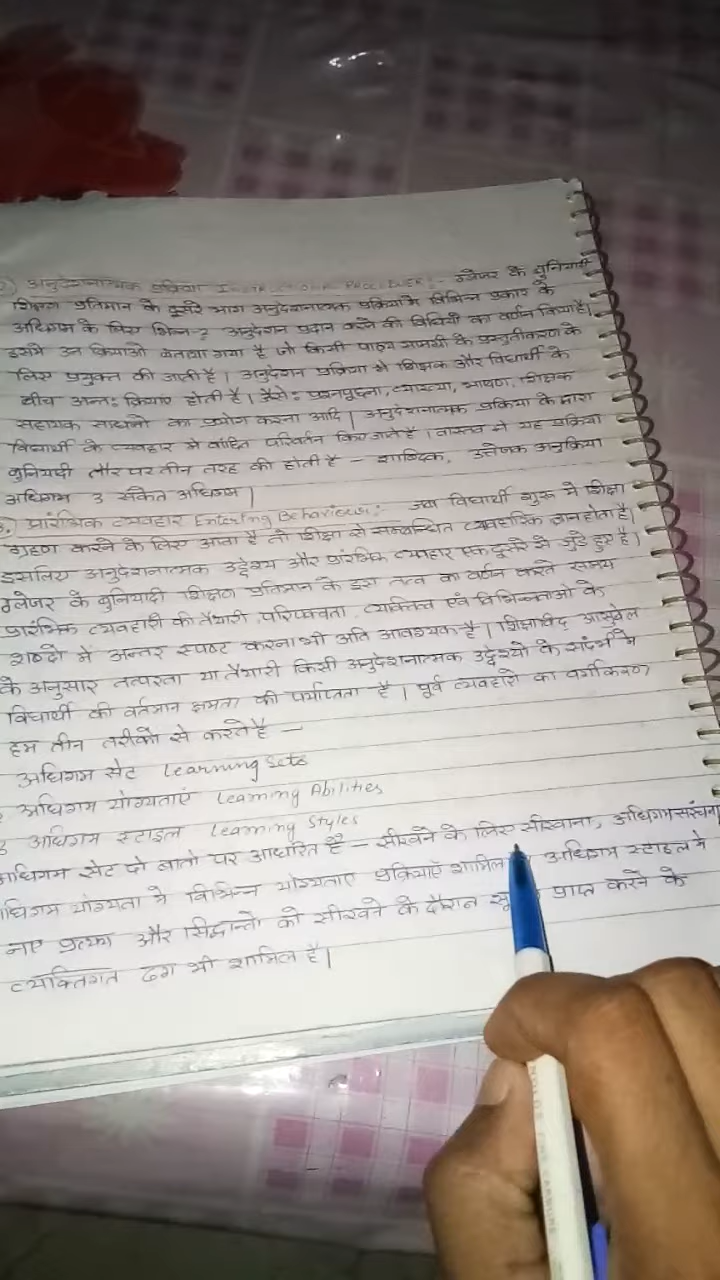 अनुदेशनात्मक प्रक्रिया INSTRUCTIONAL PROCEDUER:- ग्लेजर के बुनियादी
शिक्षण प्रतिमान के दूसरे भाग अनुदेशनात्मक प्रक्रिया में विभिन्न प्रकार के
अधिगम के लिए भिन्न 2 अनुदेशन प्रदान करने की विधियों का वर्णन किया है।
इसमें उन क्रियाओं बताया गया है जो किसी पाठ्य सामग्री के प्रस्तुतीकरण के
लिए प्रयुक्त की जाती है। अनुदेशन प्रक्रिया में शिक्षक और विद्यार्थी के
बीच अन्तः क्रियाएं होती है। जैसे: प्रश्नपूछना, व्याख्या, भाषण, शिक्षक
सहायक साधनों का प्रयोग करना आदि। अनुदेशनात्मक प्रक्रिया के द्वारा
विद्यार्थी के व्यवहार में वांछित परिवर्तन किए जाते है। वास्तव में यह प्रक्रिया
बुनियादी तौर पर तीन तरह की होती है - शाब्दिक, उत्तेजक अनुक्रिया
अधिगम 3 संकेत अधिगम।
3.) प्रारंभिक व्यवहार Entering Behaviour: जब विद्यार्थी शुरू में शिक्षा
ग्रहण करने के लिए आता है तो शिक्षा से सम्बन्धित व्यवहारिक ज्ञान होता है।
इसलिए अनुदेशनात्मक उद्देश्य और प्रारंभिक व्यवहार एक दूसरे से जुड़े हुए है।
ग्लेजर के बुनियादी शिक्षण प्रतिमान के इस तत्व का वर्णन करते समय
प्रारंभिक व्यवहारों की तैयारी, परिपक्वता, व्यक्तित्व एवं विभिन्नताओं के
शब्दों में अन्तर स्पष्ट करना भी अति आवश्यक है। शिक्षाविद आसुबेल
के अनुसार तत्परता या तैयारी किसी अनुदेशनात्मक उद्देश्यों के संदर्भ में
विद्यार्थी की वर्तमान क्षमता की पर्याप्तता है। पूर्व व्यवहारों का वर्गीकरण
हम तीन तरीकों से करते है -
अधिगम सेट Learning Sets
अधिगम योग्यताएं Learning Abilities
3 अधिगम स्टाइल Learning Styles
अधिगम सेट दो बातों पर आधारित है - सीखने के लिए सीखाना, अधिगम संरचना
अधिगम योग्यता में विभिन्न योग्यताएं प्रक्रियाएँ शामिल अधिगम स्टाइल में
नए प्रत्यय और सिद्धान्तों को सीखने के दौरान प्राप्त करने के
व्यक्तिगत ढंग भी शामिल है।